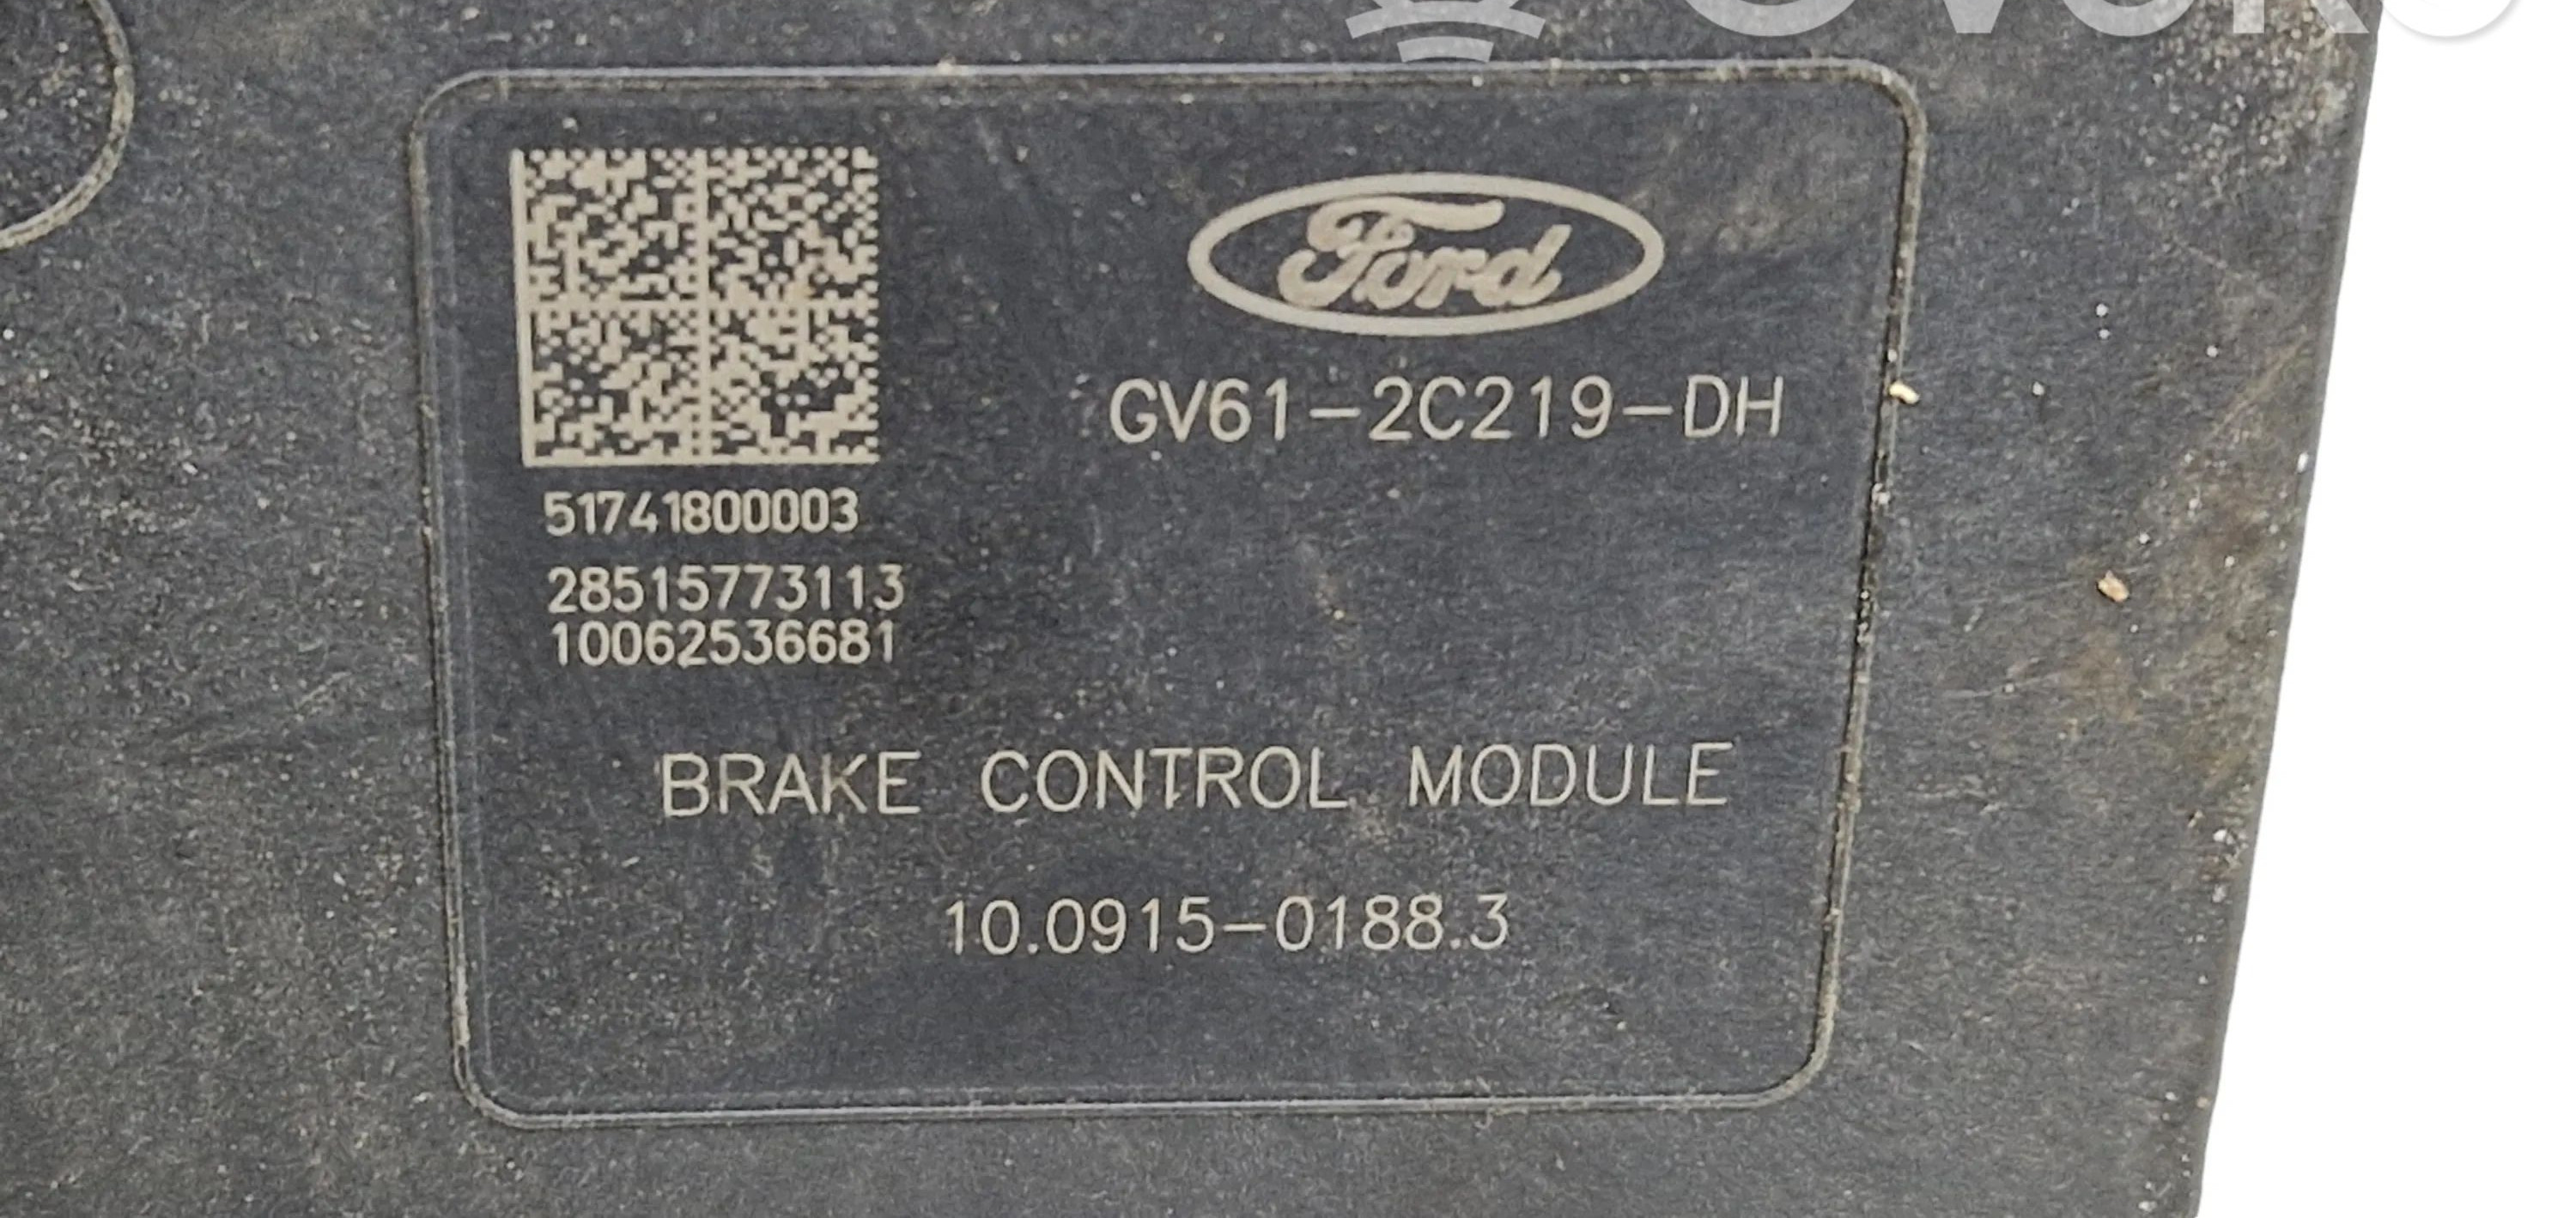 Ford
GV61-2C219-DH
51741800003
28515773113
10062536681
BRAKE CONTROL MODULE
10.0915-0188.3